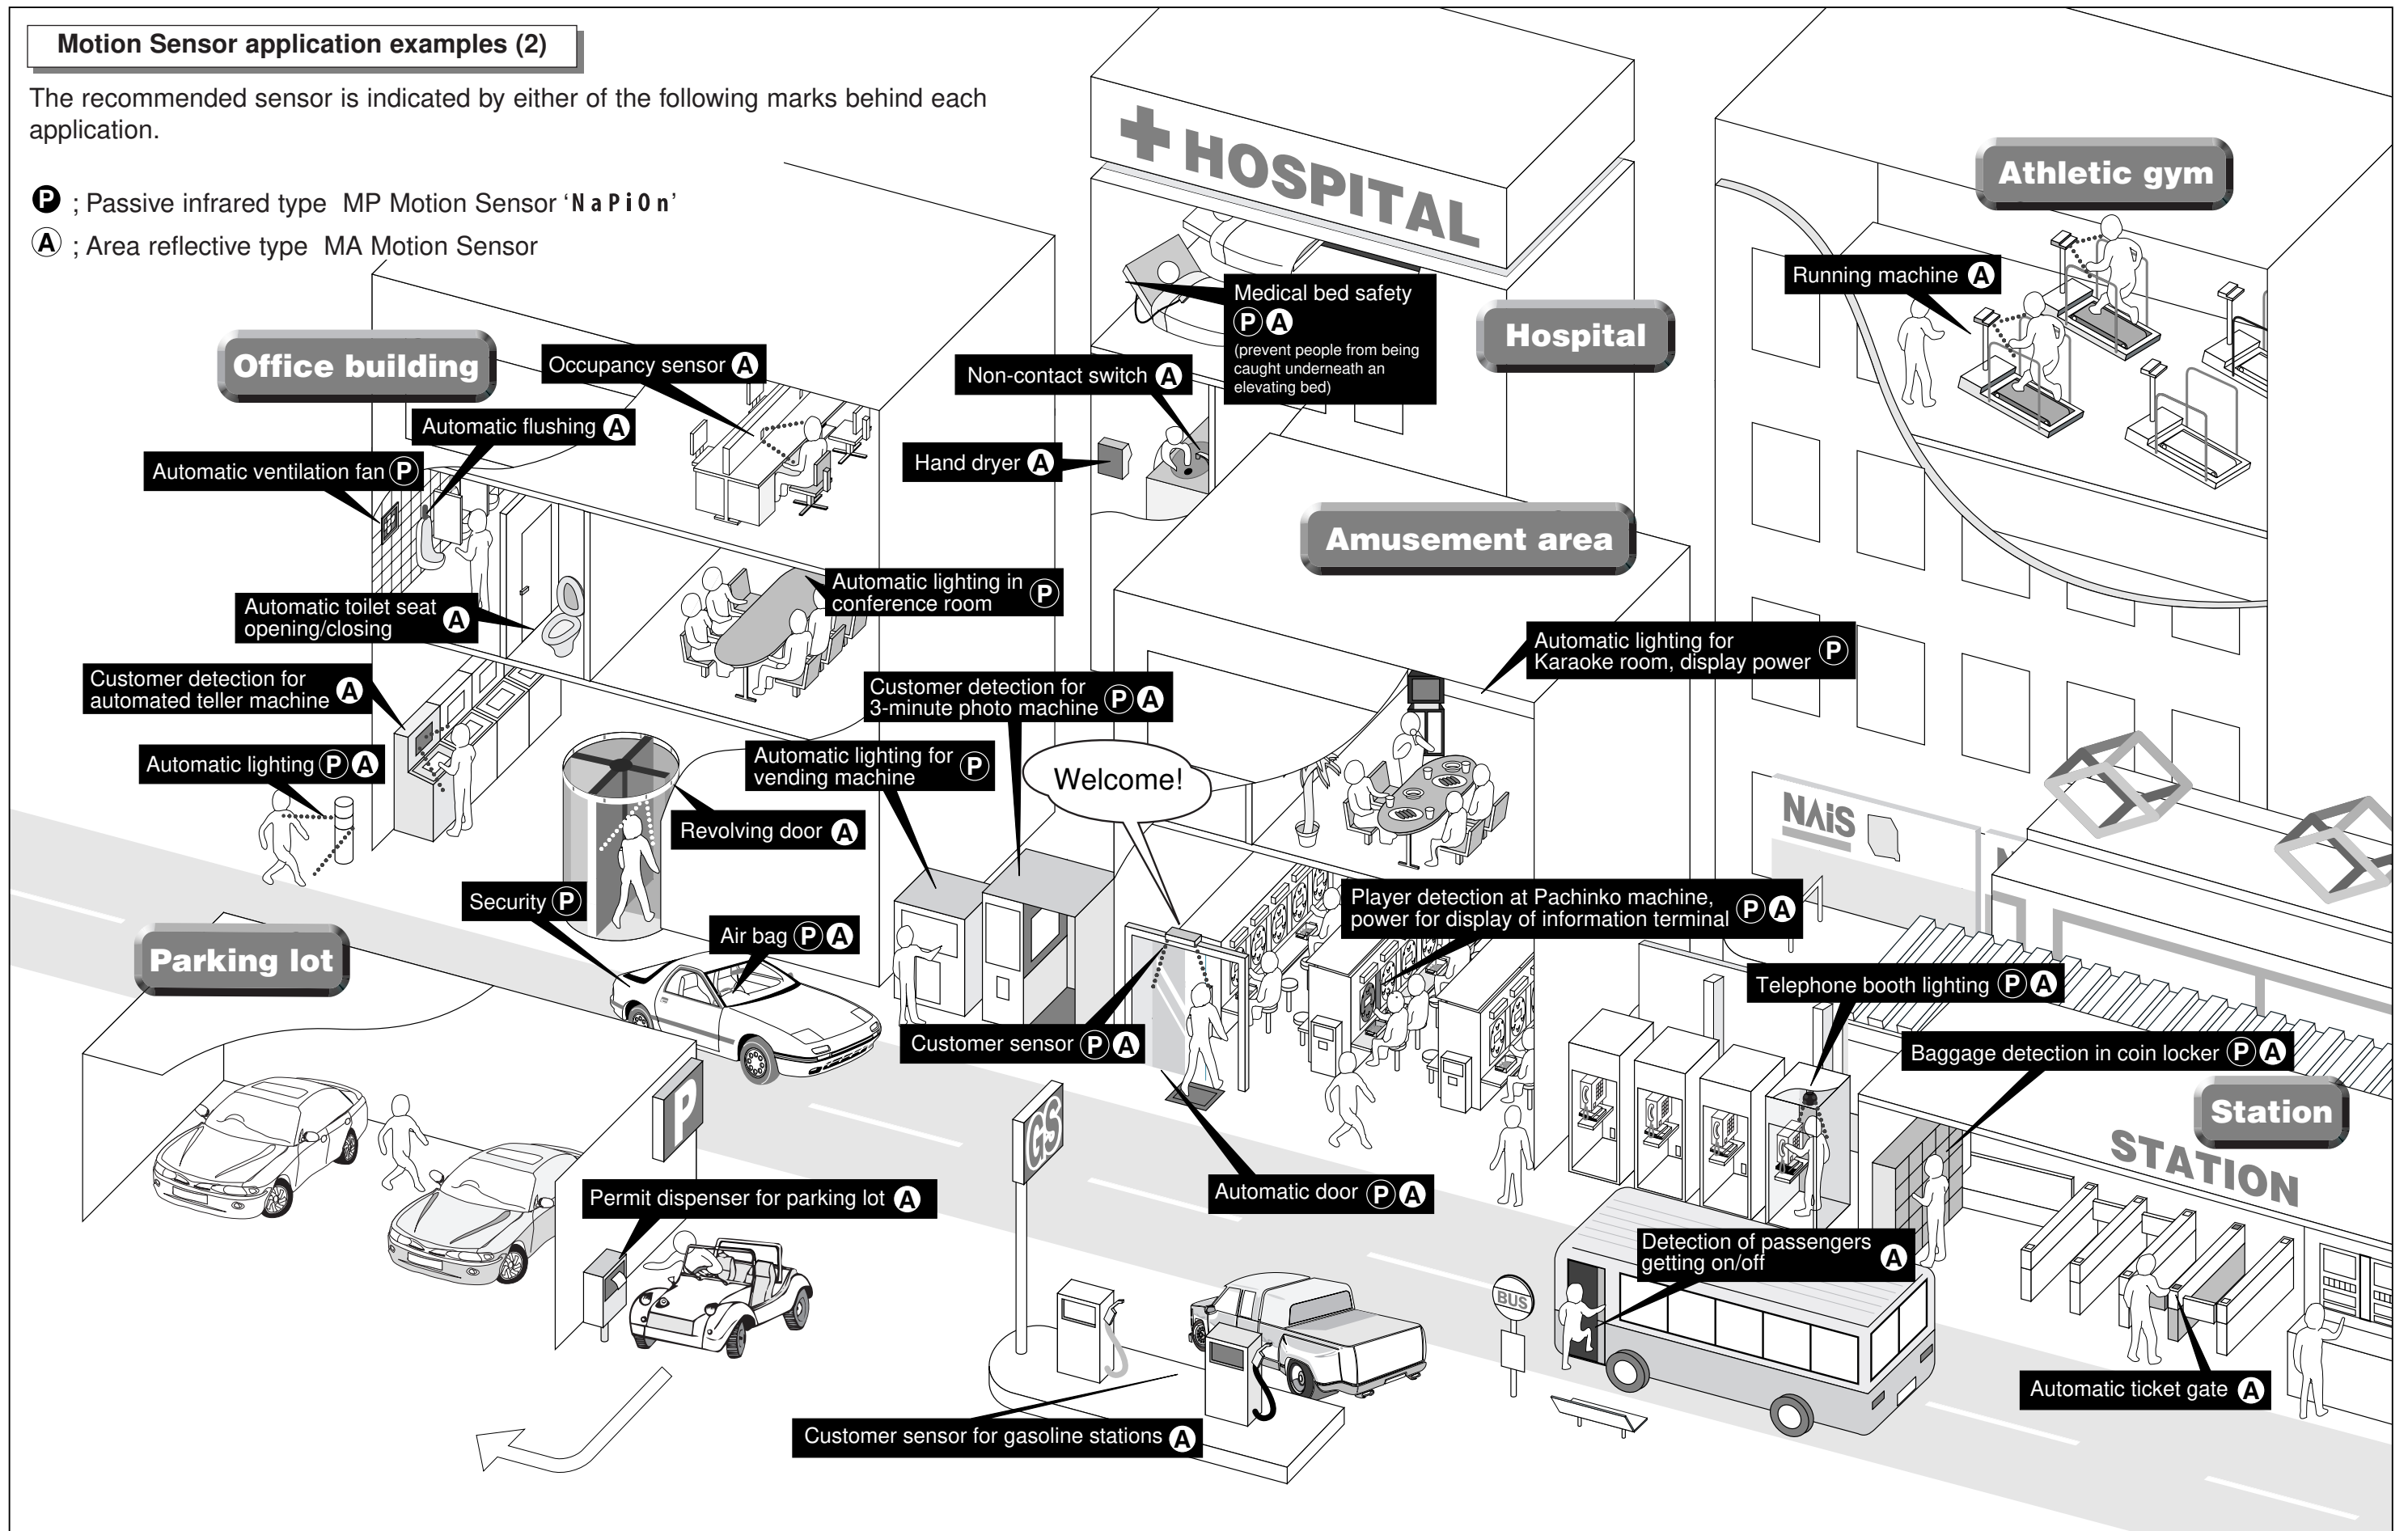 Motion Sensor application examples (2)
The recommended sensor is indicated by either of the following marks behind each
application.
P ; Passive infrared type MP Motion Sensor ‘NaPiOn’
A ; Area reflective type MA Motion Sensor
HOSPITAL
Athletic gym
Running machine A
Medical bed safety
P A
(prevent people from being
caught underneath an
elevating bed)
Hospital
Office building
Occupancy sensor A
Non-contact switch A
Automatic flushing A
Automatic ventilation fan P
Hand dryer A
Amusement area
Automatic lighting in
conference room P
Automatic toilet seat
opening/closing A
Automatic lighting for
Karaoke room, display power P
Customer detection for
automated teller machine A
Customer detection for
3-minute photo machine P A
Automatic lighting P A
Automatic lighting for
vending machine P
Welcome!
Revolving door A
NAiS
N
Security P
Air bag P A
Player detection at Pachinko machine,
power for display of information terminal P A
Parking lot
Telephone booth lighting P A
Customer sensor P A
Baggage detection in coin locker P A
Station
P
GS
STATION
Permit dispenser for parking lot A
Automatic door P A
Detection of passengers
getting on/off A
BUS
Automatic ticket gate A
Customer sensor for gasoline stations A